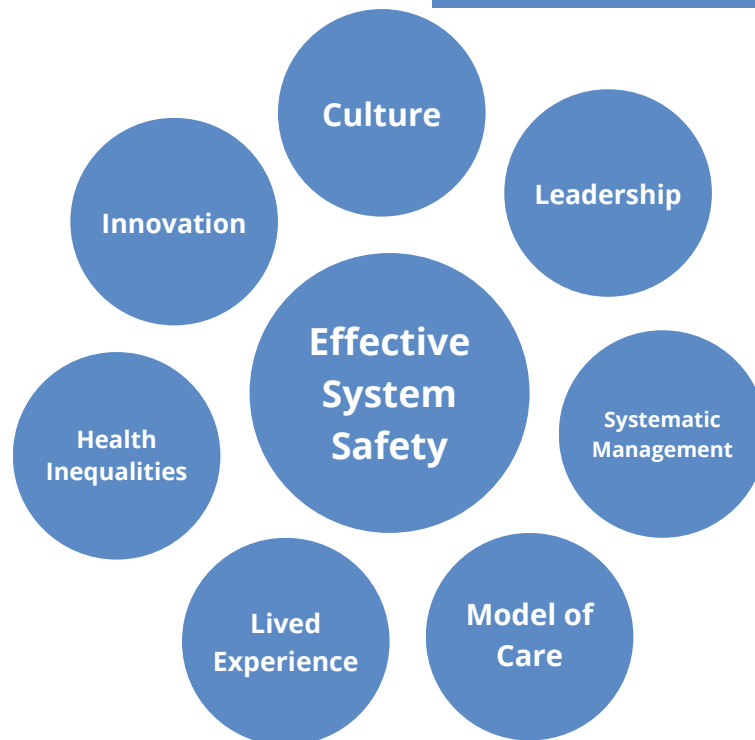 Culture
Leadership
Innovation
Effective
System
Safety
Systematic
Management
Health
Inequalities
Model of
Care
Lived
Experience